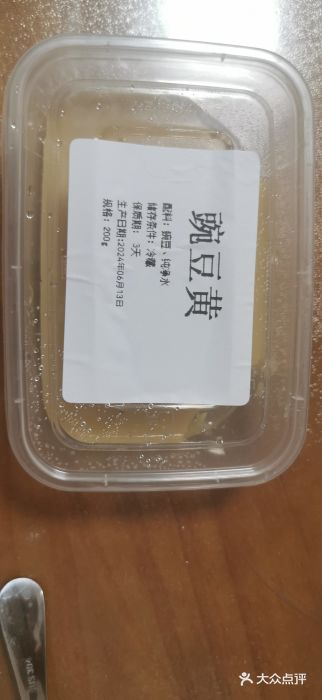 豌豆黄
配料：豌豆、纯净水
储存条件：冷藏
保质期： 3天
生产日期:2024年06月13日
规格：200g
大众点评